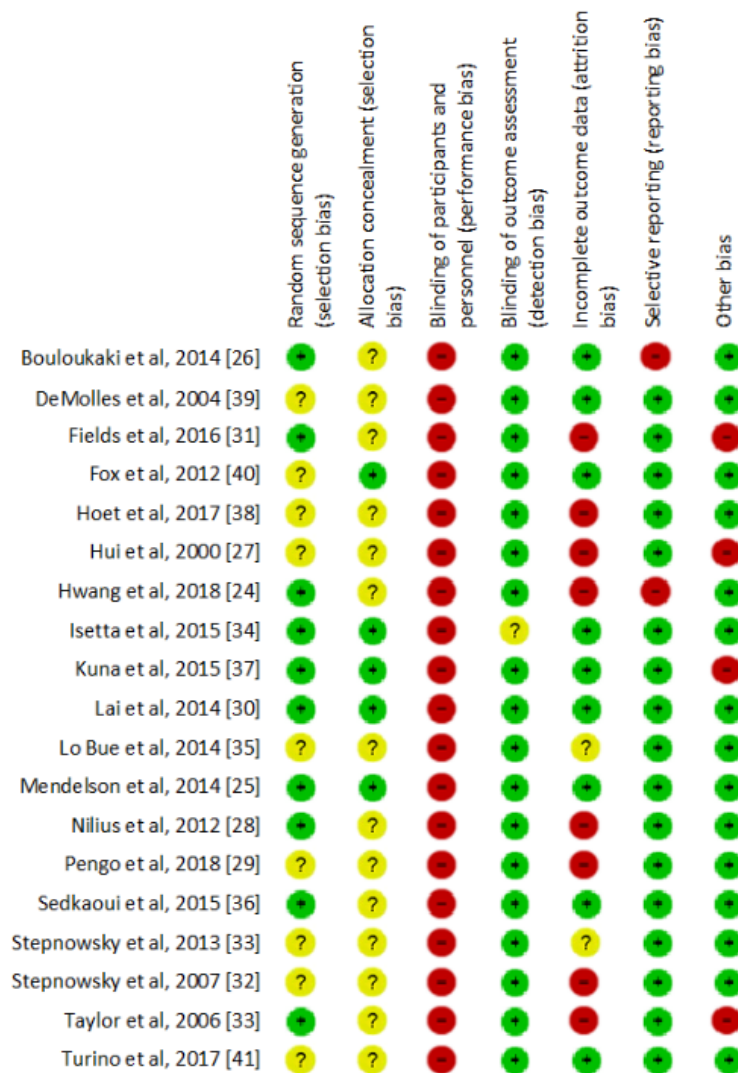 Random sequence generation
(selection bias)
Allocation concealment (selection
bias)
Blinding of participants and
personnel (performance bias)
Blinding of outcome assessment
(detection bias)
Incomplete outcome data (attrition
bias)
Selective reporting (reporting bias)
Other bias
Bouloukaki et al, 2014 [26] + ? - + + - +
DeMolles et al, 2004 [39] ? ? - + + + +
Fields et al, 2016 [31] + ? - + - + -
Fox et al, 2012 [40] ? + - + + + +
Hoet et al, 2017 [38] ? ? - + - + +
Hui et al, 2000 [27] ? ? - + - + -
Hwang et al, 2018 [24] + ? - + - - +
Isetta et al, 2015 [34] + + - ? + + +
Kuna et al, 2015 [37] + + - + + + -
Lai et al, 2014 [30] + + - + + + +
Lo Bue et al, 2014 [35] ? ? - + ? + +
Mendelson et al, 2014 [25] + + - + + + +
Nilius et al, 2012 [28] + ? - + - + +
Pengo et al, 2018 [29] ? ? - + - + +
Sedkaoui et al, 2015 [36] + ? - + + + +
Stepnowsky et al, 2013 [33] ? ? - + ? + +
Stepnowsky et al, 2007 [32] ? ? - + - + +
Taylor et al, 2006 [33] + ? - + - + -
Turino et al, 2017 [41] ? ? - + + + +